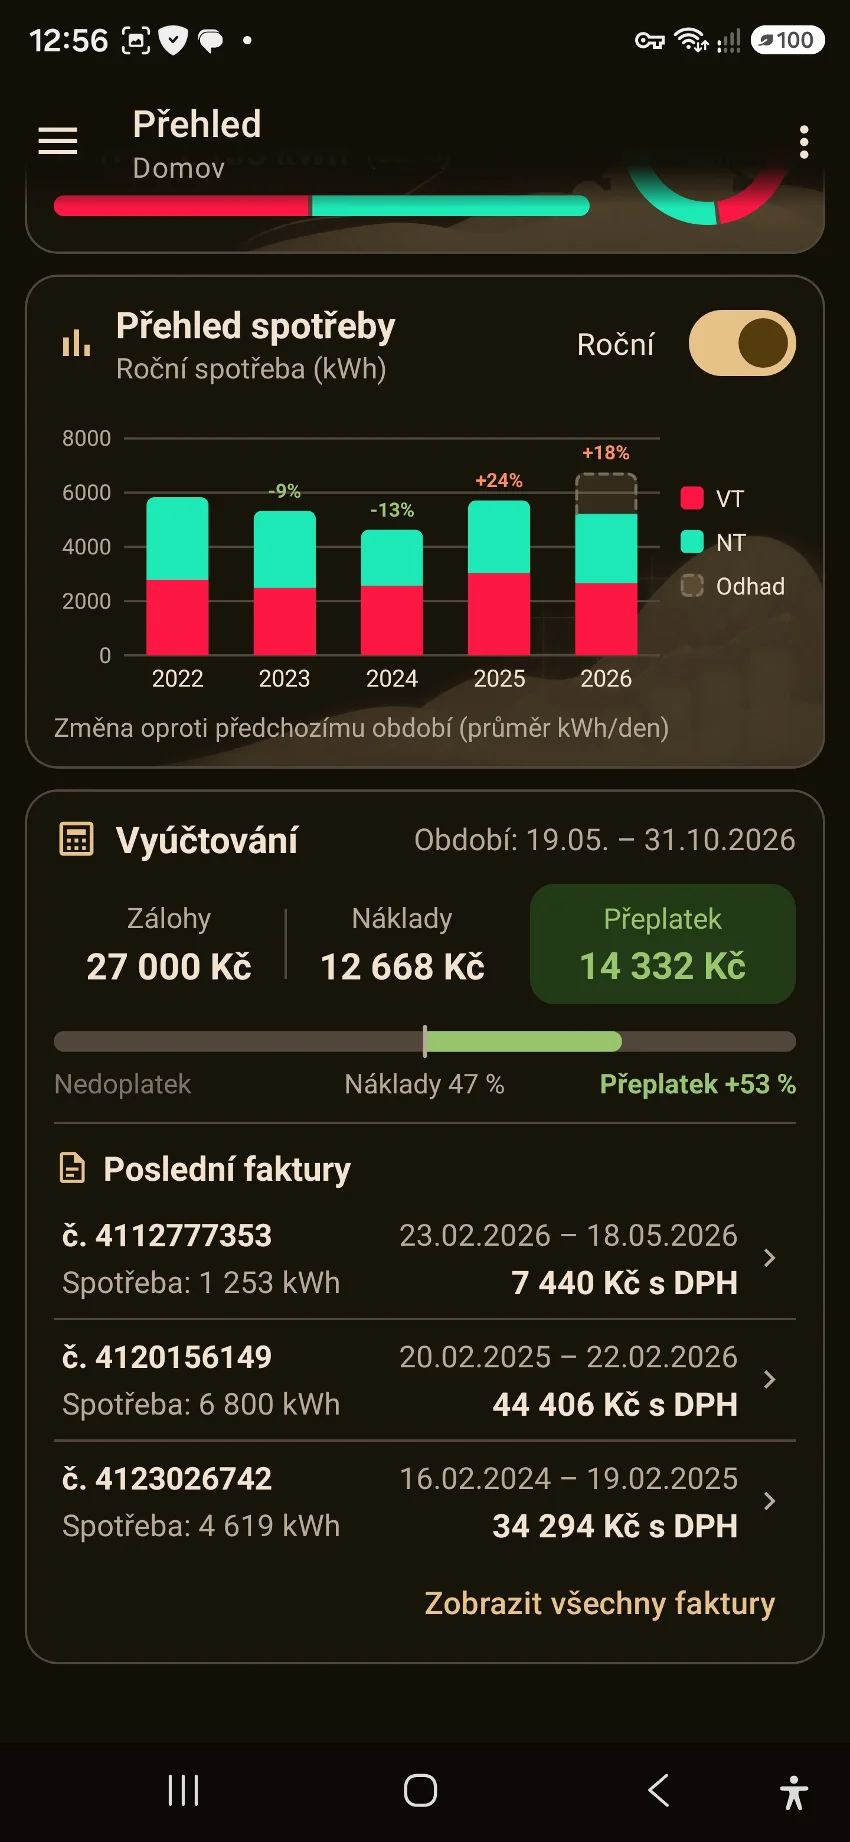 12:56
100
Přehled
Domov
Přehled spotřeby
Roční spotřeba (kWh)
Roční
8000
6000
4000
2000
0
-9%
-13%
+24%
+18%
VT
NT
Odhad
2022
2023
2024
2025
2026
Změna oproti předchozímu období (průměr kWh/den)
Vyúčtování
Období: 19.05. – 31.10.2026
Zálohy
27 000 Kč
Náklady
12 668 Kč
Přeplatek
14 332 Kč
Nedoplatek
Náklady 47 %
Přeplatek +53 %
Poslední faktury
č. 4112777353
23.02.2026 – 18.05.2026
Spotřeba: 1 253 kWh
7 440 Kč s DPH
č. 4120156149
20.02.2025 – 22.02.2026
Spotřeba: 6 800 kWh
44 406 Kč s DPH
č. 4123026742
16.02.2024 – 19.02.2025
Spotřeba: 4 619 kWh
34 294 Kč s DPH
Zobrazit všechny faktury